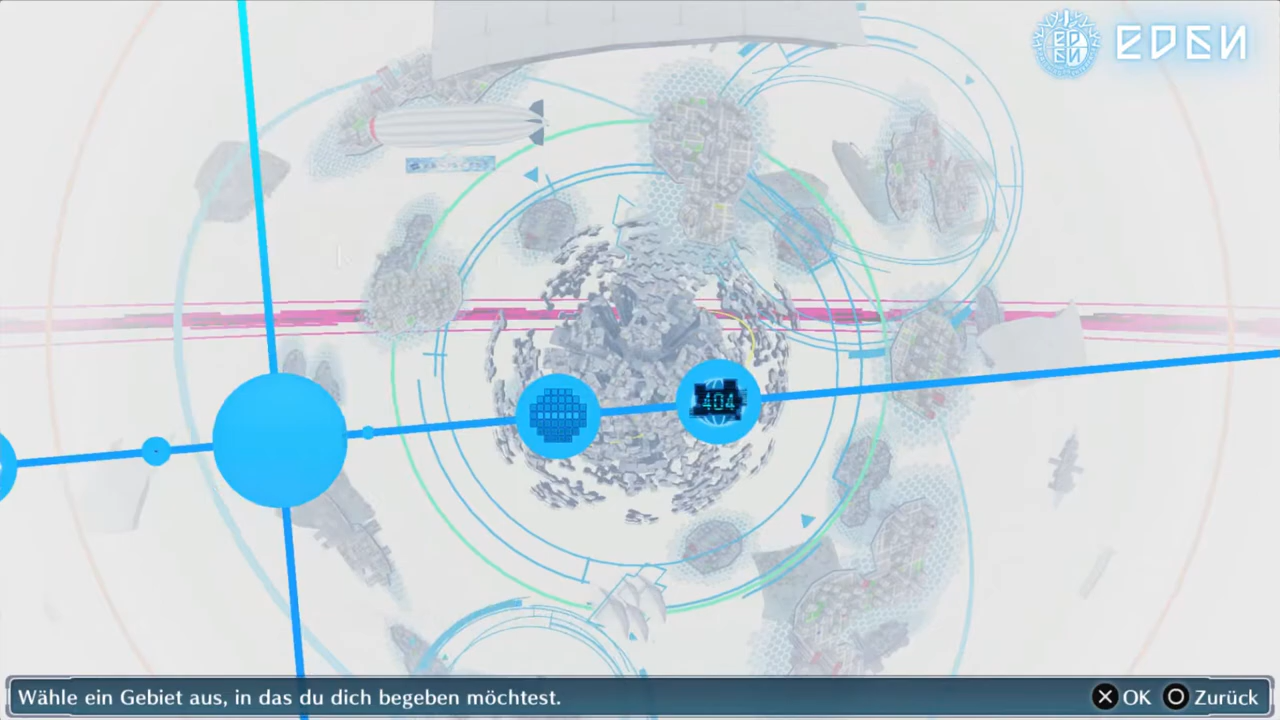 EDEN
404
Wähle ein Gebiet aus, in das du dich begeben möchtest.
OK
Zurück